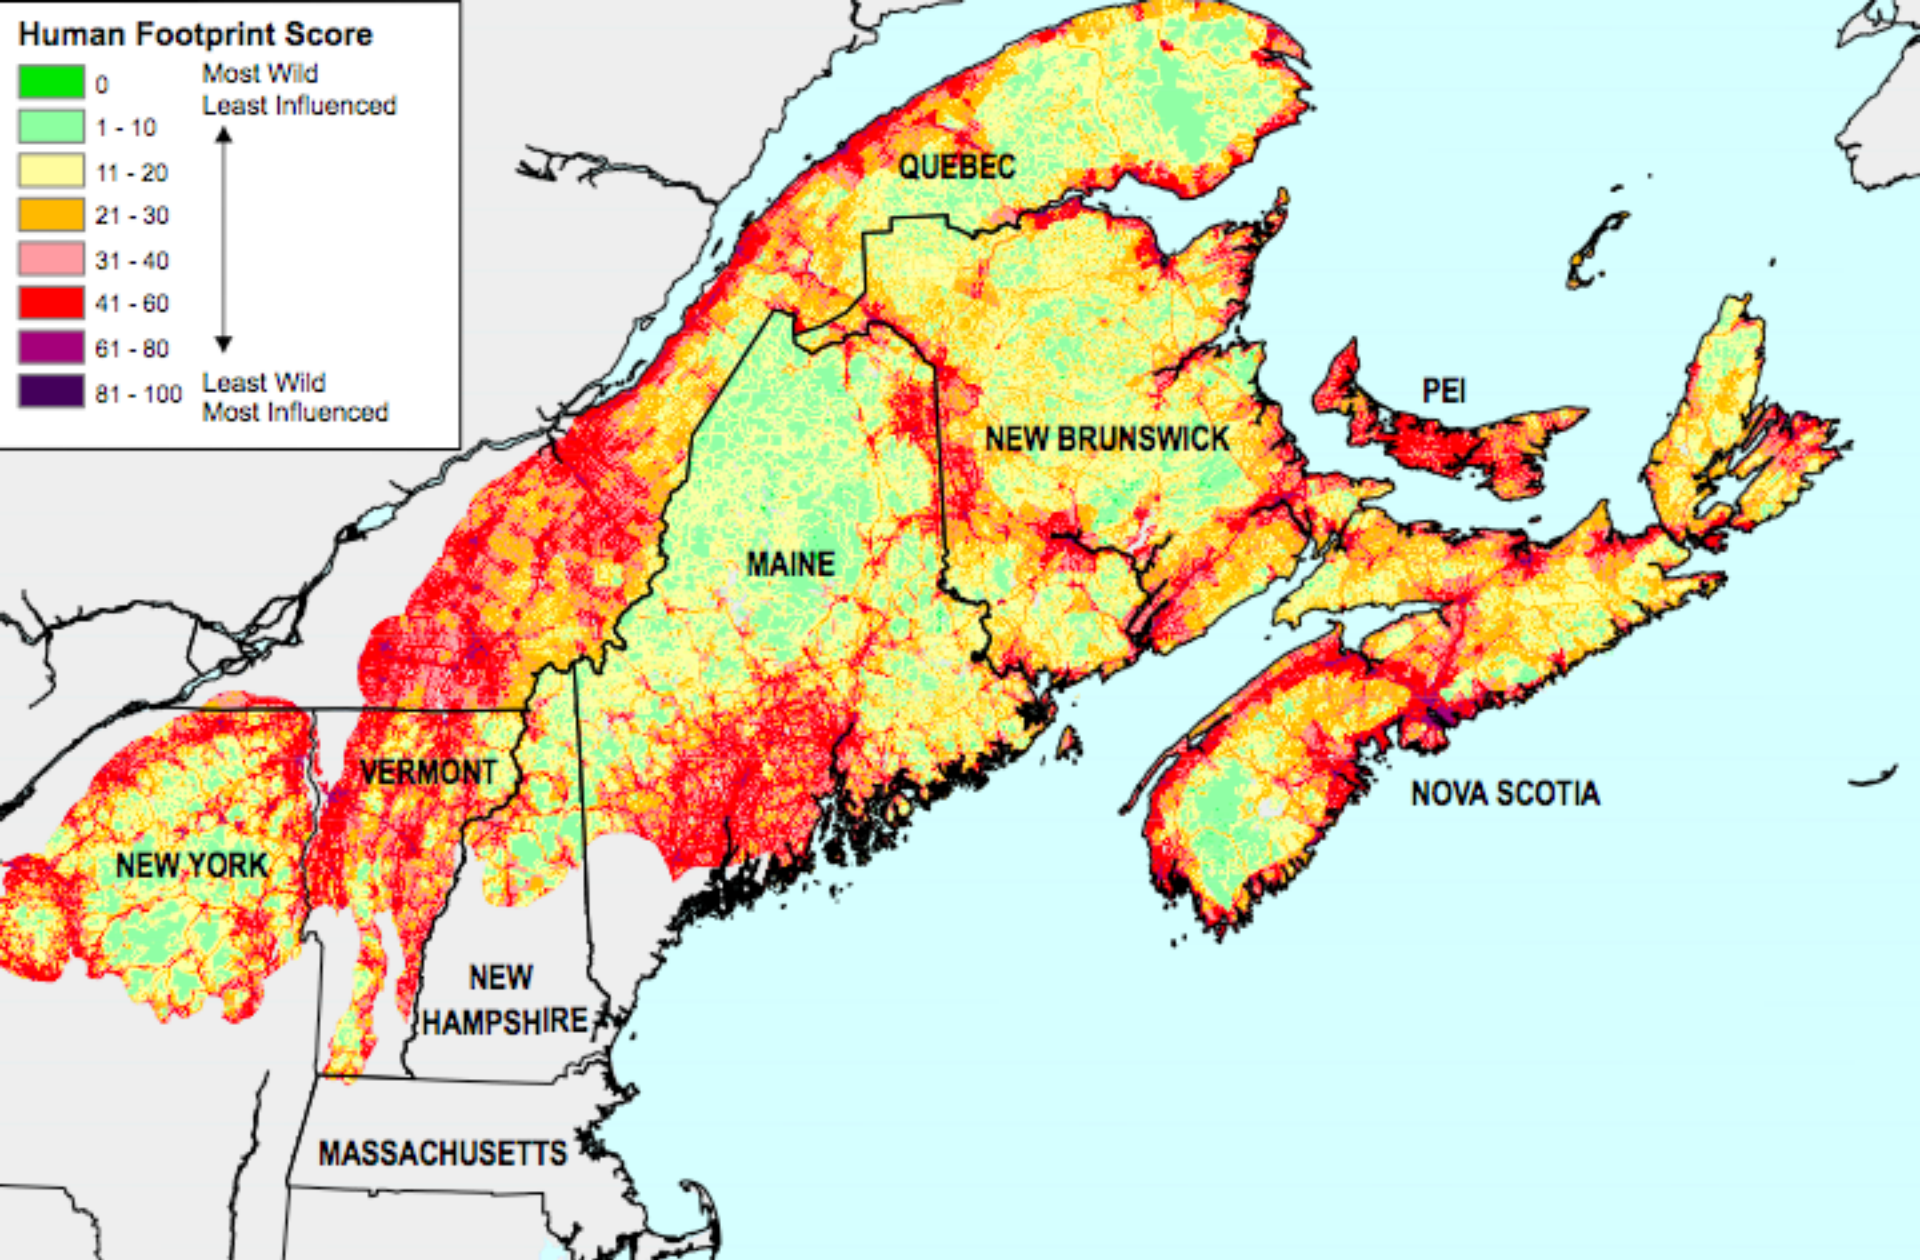 Human Footprint Score
0
Most Wild
Least Influenced
1 - 10
11 - 20
21 - 30
31 - 40
41 - 60
61 - 80
81 - 100
Least Wild
Most Influenced
QUEBEC
PEI
NEW BRUNSWICK
MAINE
VERMONT
NOVA SCOTIA
NEW YORK
NEW
HAMPSHIRE
MASSACHUSETTS